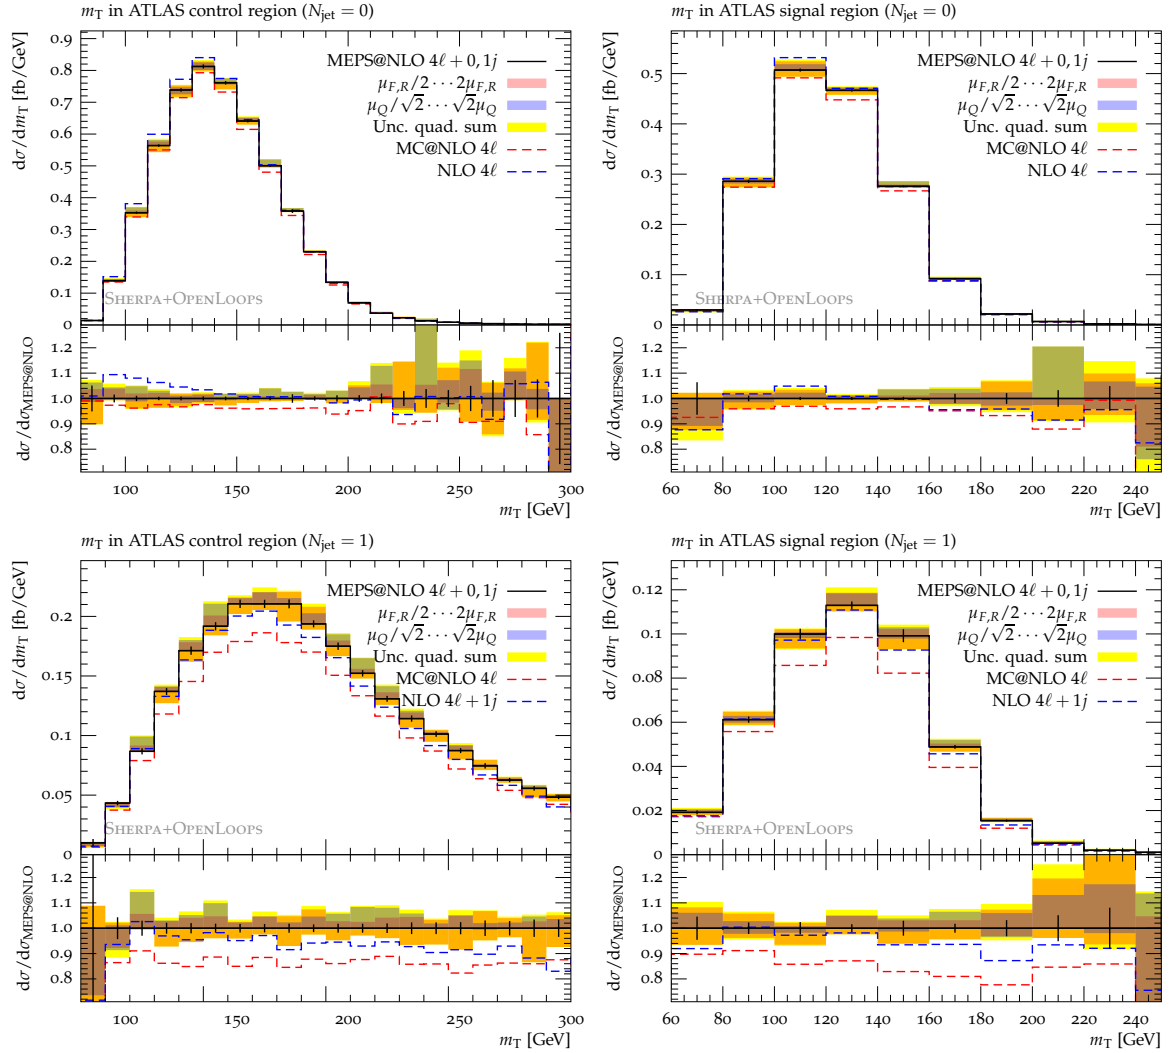 m_T in ATLAS control region (N_jet = 0)
dσ/dm_T [fb/GeV]
0.9
0.8
0.7
0.6
0.5
0.4
0.3
0.2
0.1
0
MEPS@NLO 4ℓ + 0,1j
μ_F,R/2 ⋯ 2μ_F,R
μ_Q/√2 ⋯ √2μ_Q
Unc. quad. sum
MC@NLO 4ℓ
NLO 4ℓ
SHERPA+OPENLOOPS
dσ/dσ_MEPS@NLO
1.2
1.1
1.0
0.9
0.8
100 150 200 250 300
m_T [GeV]
m_T in ATLAS signal region (N_jet = 0)
dσ/dm_T [fb/GeV]
0.5
0.4
0.3
0.2
0.1
0
MEPS@NLO 4ℓ + 0,1j
μ_F,R/2 ⋯ 2μ_F,R
μ_Q/√2 ⋯ √2μ_Q
Unc. quad. sum
MC@NLO 4ℓ
NLO 4ℓ
SHERPA+OPENLOOPS
dσ/dσ_MEPS@NLO
1.2
1.1
1.0
0.9
0.8
60 80 100 120 140 160 180 200 220 240
m_T [GeV]
m_T in ATLAS control region (N_jet = 1)
dσ/dm_T [fb/GeV]
0.2
0.15
0.1
0.05
0
MEPS@NLO 4ℓ + 0,1j
μ_F,R/2 ⋯ 2μ_F,R
μ_Q/√2 ⋯ √2μ_Q
Unc. quad. sum
MC@NLO 4ℓ
NLO 4ℓ + 1j
SHERPA+OPENLOOPS
dσ/dσ_MEPS@NLO
1.2
1.1
1.0
0.9
0.8
100 150 200 250 300
m_T [GeV]
m_T in ATLAS signal region (N_jet = 1)
dσ/dm_T [fb/GeV]
0.12
0.1
0.08
0.06
0.04
0.02
0
MEPS@NLO 4ℓ + 0,1j
μ_F,R/2 ⋯ 2μ_F,R
μ_Q/√2 ⋯ √2μ_Q
Unc. quad. sum
MC@NLO 4ℓ
NLO 4ℓ + 1j
SHERPA+OPENLOOPS
dσ/dσ_MEPS@NLO
1.2
1.1
1.0
0.9
0.8
60 80 100 120 140 160 180 200 220 240
m_T [GeV]